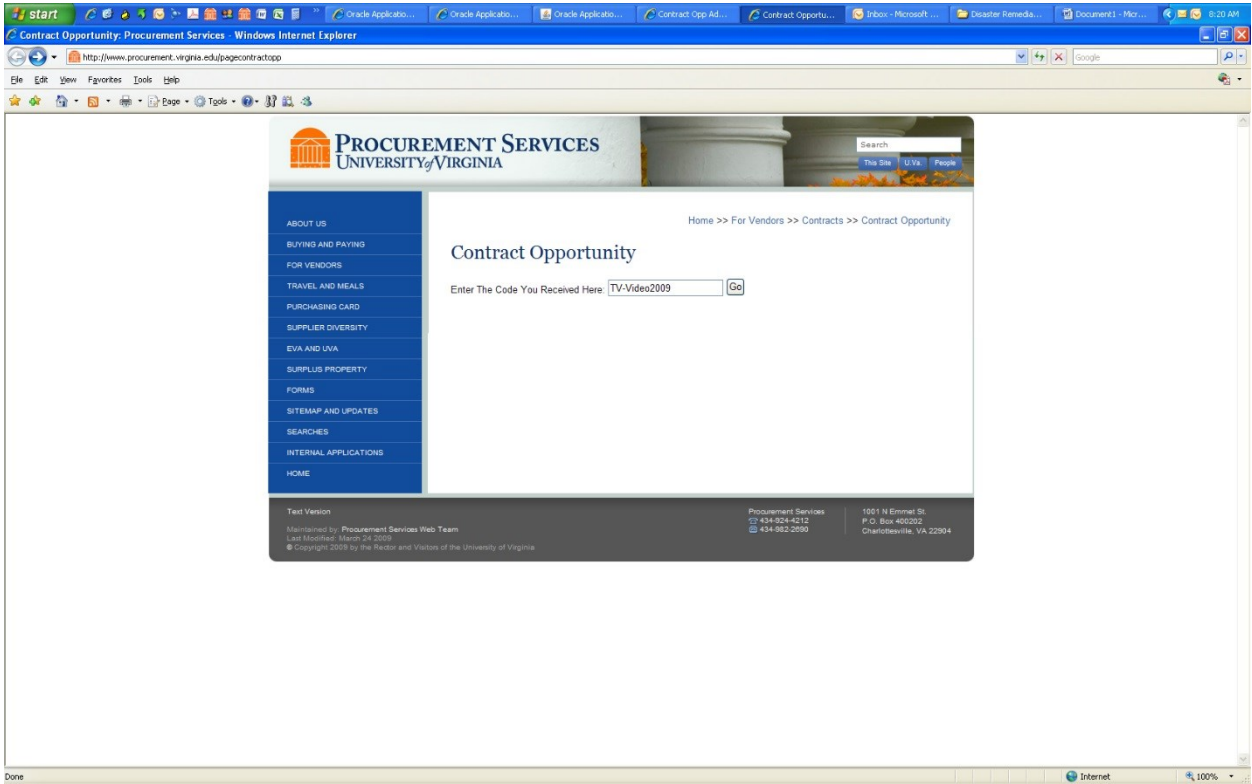 start
Oracle Applicatio...
Oracle Applicatio...
Oracle Applicatio...
Contract Opp Ad...
Contract Opportu...
Inbox - Microsoft ...
Disaster Remedia...
Document1 - Micr...
8:20 AM
Contract Opportunity: Procurement Services - Windows Internet Explorer
http://www.procurement.virginia.edu/pagecontractopp
Google
File Edit View Favorites Tools Help
Page Tools
PROCUREMENT SERVICES
UNIVERSITY of VIRGINIA
Search
This Site U.Va. People
ABOUT US
BUYING AND PAYING
FOR VENDORS
TRAVEL AND MEALS
PURCHASING CARD
SUPPLIER DIVERSITY
EVA AND UVA
SURPLUS PROPERTY
FORMS
SITEMAP AND UPDATES
SEARCHES
INTERNAL APPLICATIONS
HOME
Home >> For Vendors >> Contracts >> Contract Opportunity
Contract Opportunity
Enter The Code You Received Here: TV-Video2009 Go
Text Version
Maintained by: Procurement Services Web Team
Last Modified: March 24 2009
© Copyright 2009 by the Rector and Visitors of the University of Virginia
Procurement Services
434-924-4212
434-982-2690
1001 N Emmet St.
P.O. Box 400202
Charlottesville, VA 22904
Done
Internet
100%